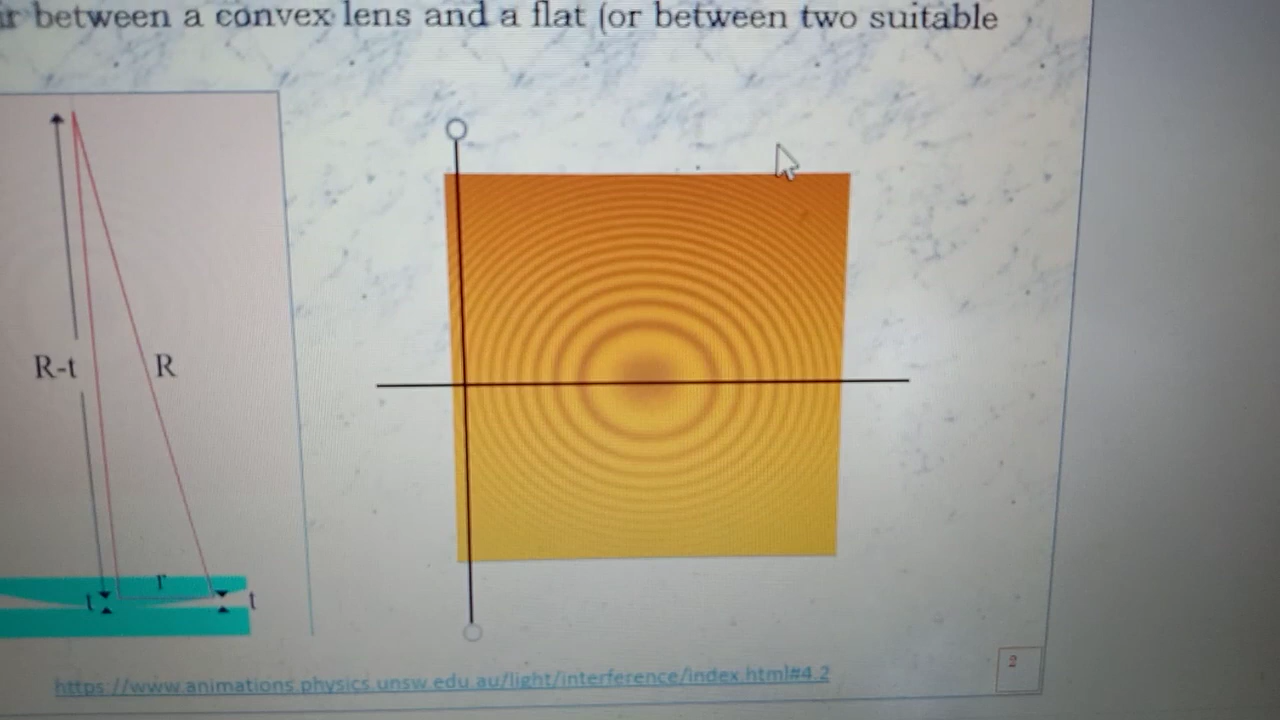 between a convex lens and a flat (or between two suitable
R-t
R
r
t
t
https://www.animations.physics.unsw.edu.au/light/interference/index.html#4.2
2